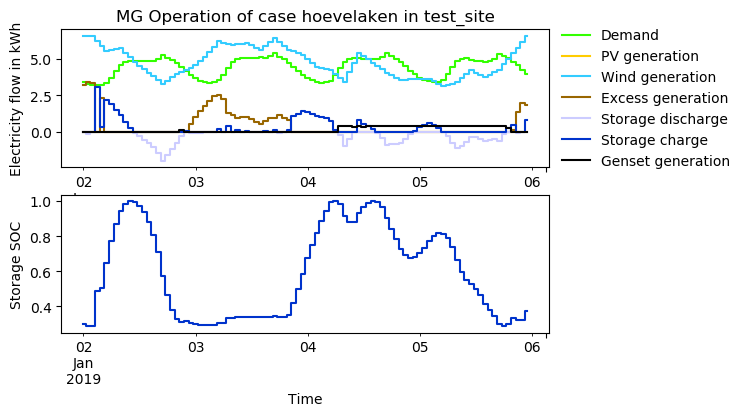 MG Operation of case hoevelaken in test_site
Electricity flow in kWh
5.0
2.5
0.0
02
03
04
05
06
Demand
PV generation
Wind generation
Excess generation
Storage discharge
Storage charge
Genset generation
Storage SOC
1.0
0.8
0.6
0.4
02
03
04
05
06
Jan
2019
Time